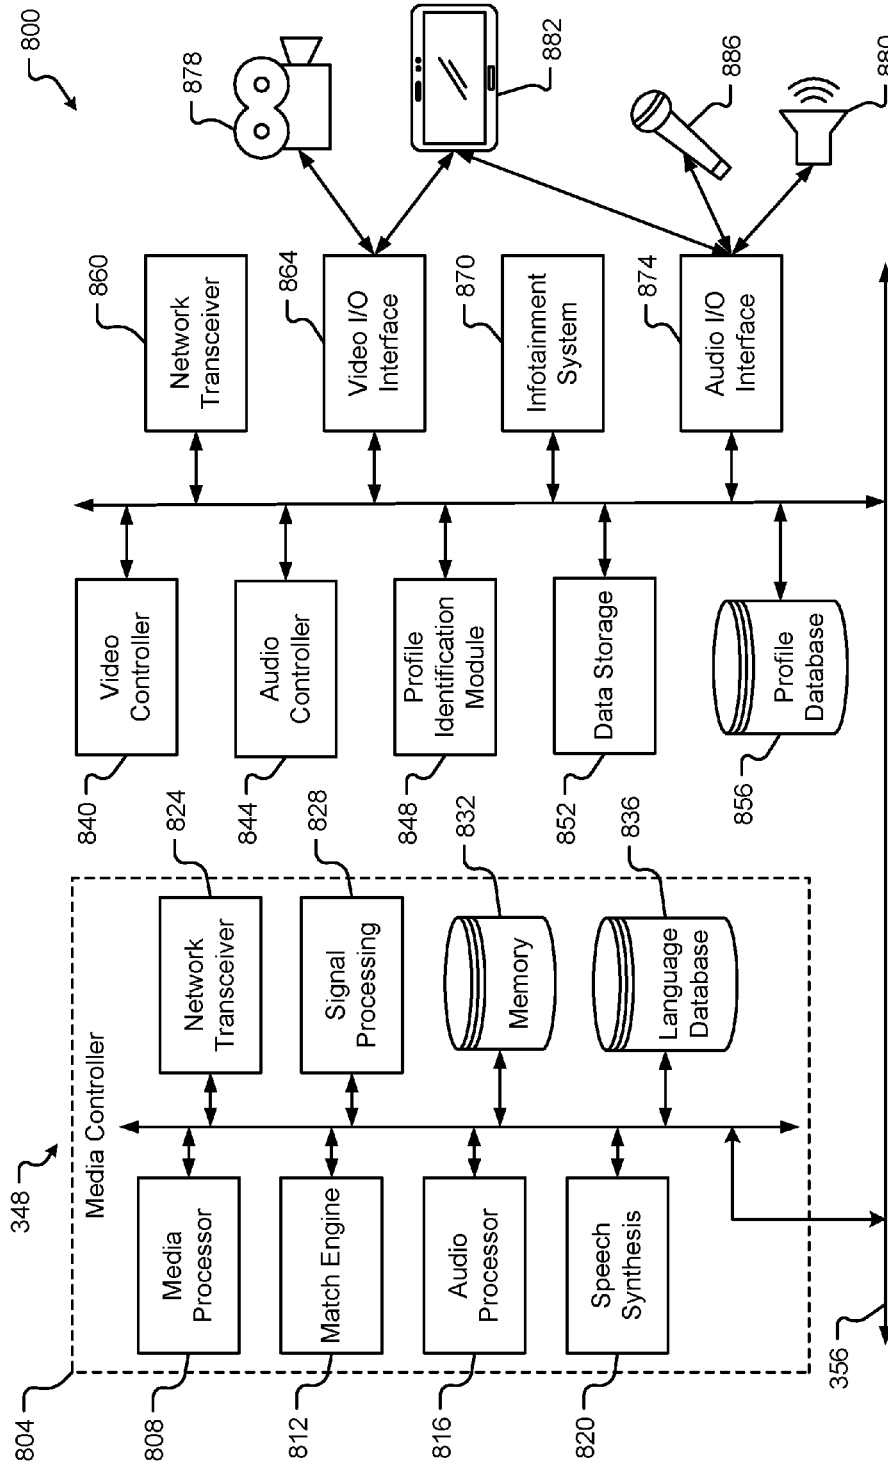 800
348
804
Media Controller
808
Media
Processor
812
Match Engine
816
Audio
Processor
820
Speech
Synthesis
824
Network
Transceiver
828
Signal
Processing
832
Memory
836
Language
Database
840
Video
Controller
844
Audio
Controller
848
Profile
Identification
Module
852
Data Storage
856
Profile
Database
860
Network
Transceiver
864
Video I/O
Interface
870
Infotainment
System
874
Audio I/O
Interface
878
882
886
880
356